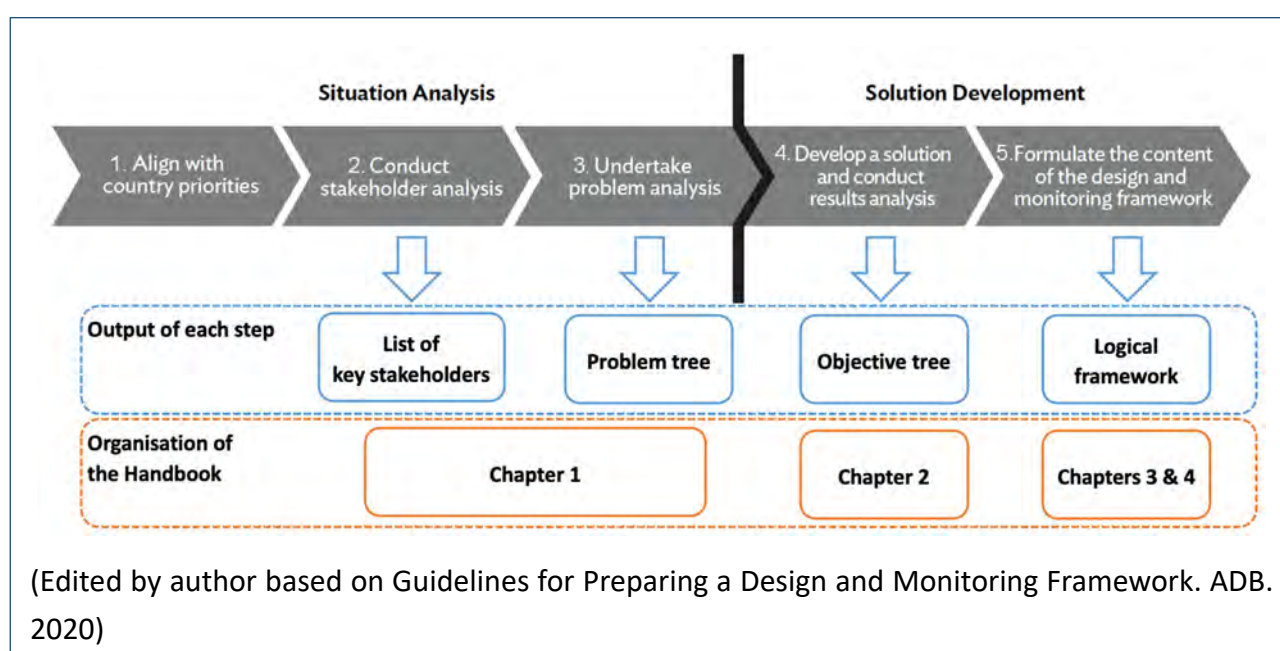 Situation Analysis
Solution Development
1. Align with
country priorities
2. Conduct
stakeholder analysis
3. Undertake
problem analysis
4. Develop a solution
and conduct
results analysis
5.Formulate the content
of the design and
monitoring framework
Output of each step
List of
key stakeholders
Problem tree
Objective tree
Logical
framework
Organisation of
the Handbook
Chapter 1
Chapter 2
Chapters 3 & 4
(Edited by author based on Guidelines for Preparing a Design and Monitoring Framework. ADB.
2020)